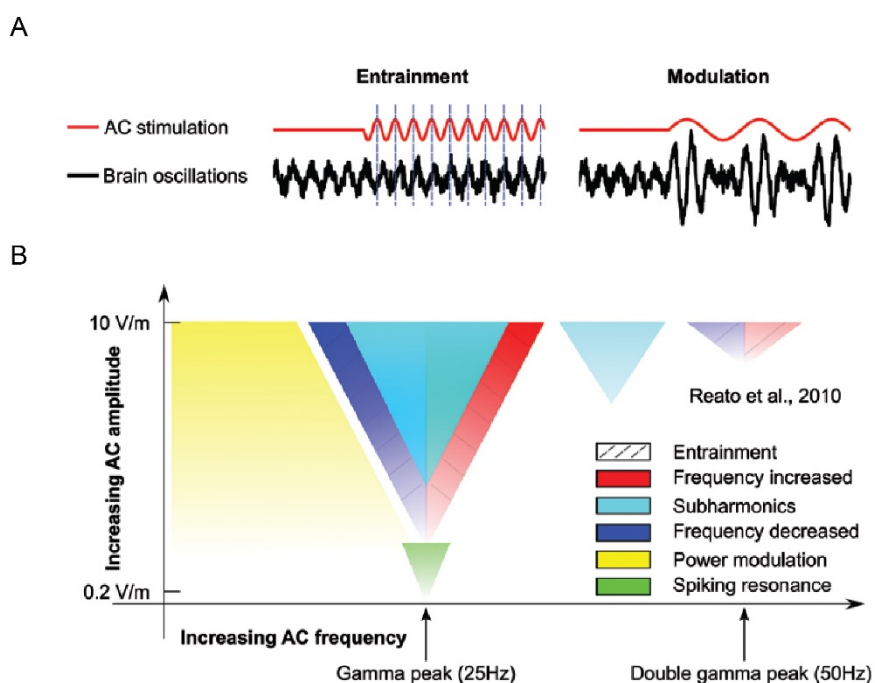 A
Entrainment
Modulation
AC stimulation
Brain oscillations
B
10 V/m
Increasing AC amplitude
0.2 V/m
Reato et al., 2010
Entrainment
Frequency increased
Subharmonics
Frequency decreased
Power modulation
Spiking resonance
Increasing AC frequency
Gamma peak (25Hz)
Double gamma peak (50Hz)